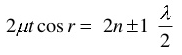 2μt cos r = 2n ± 1 λ/2